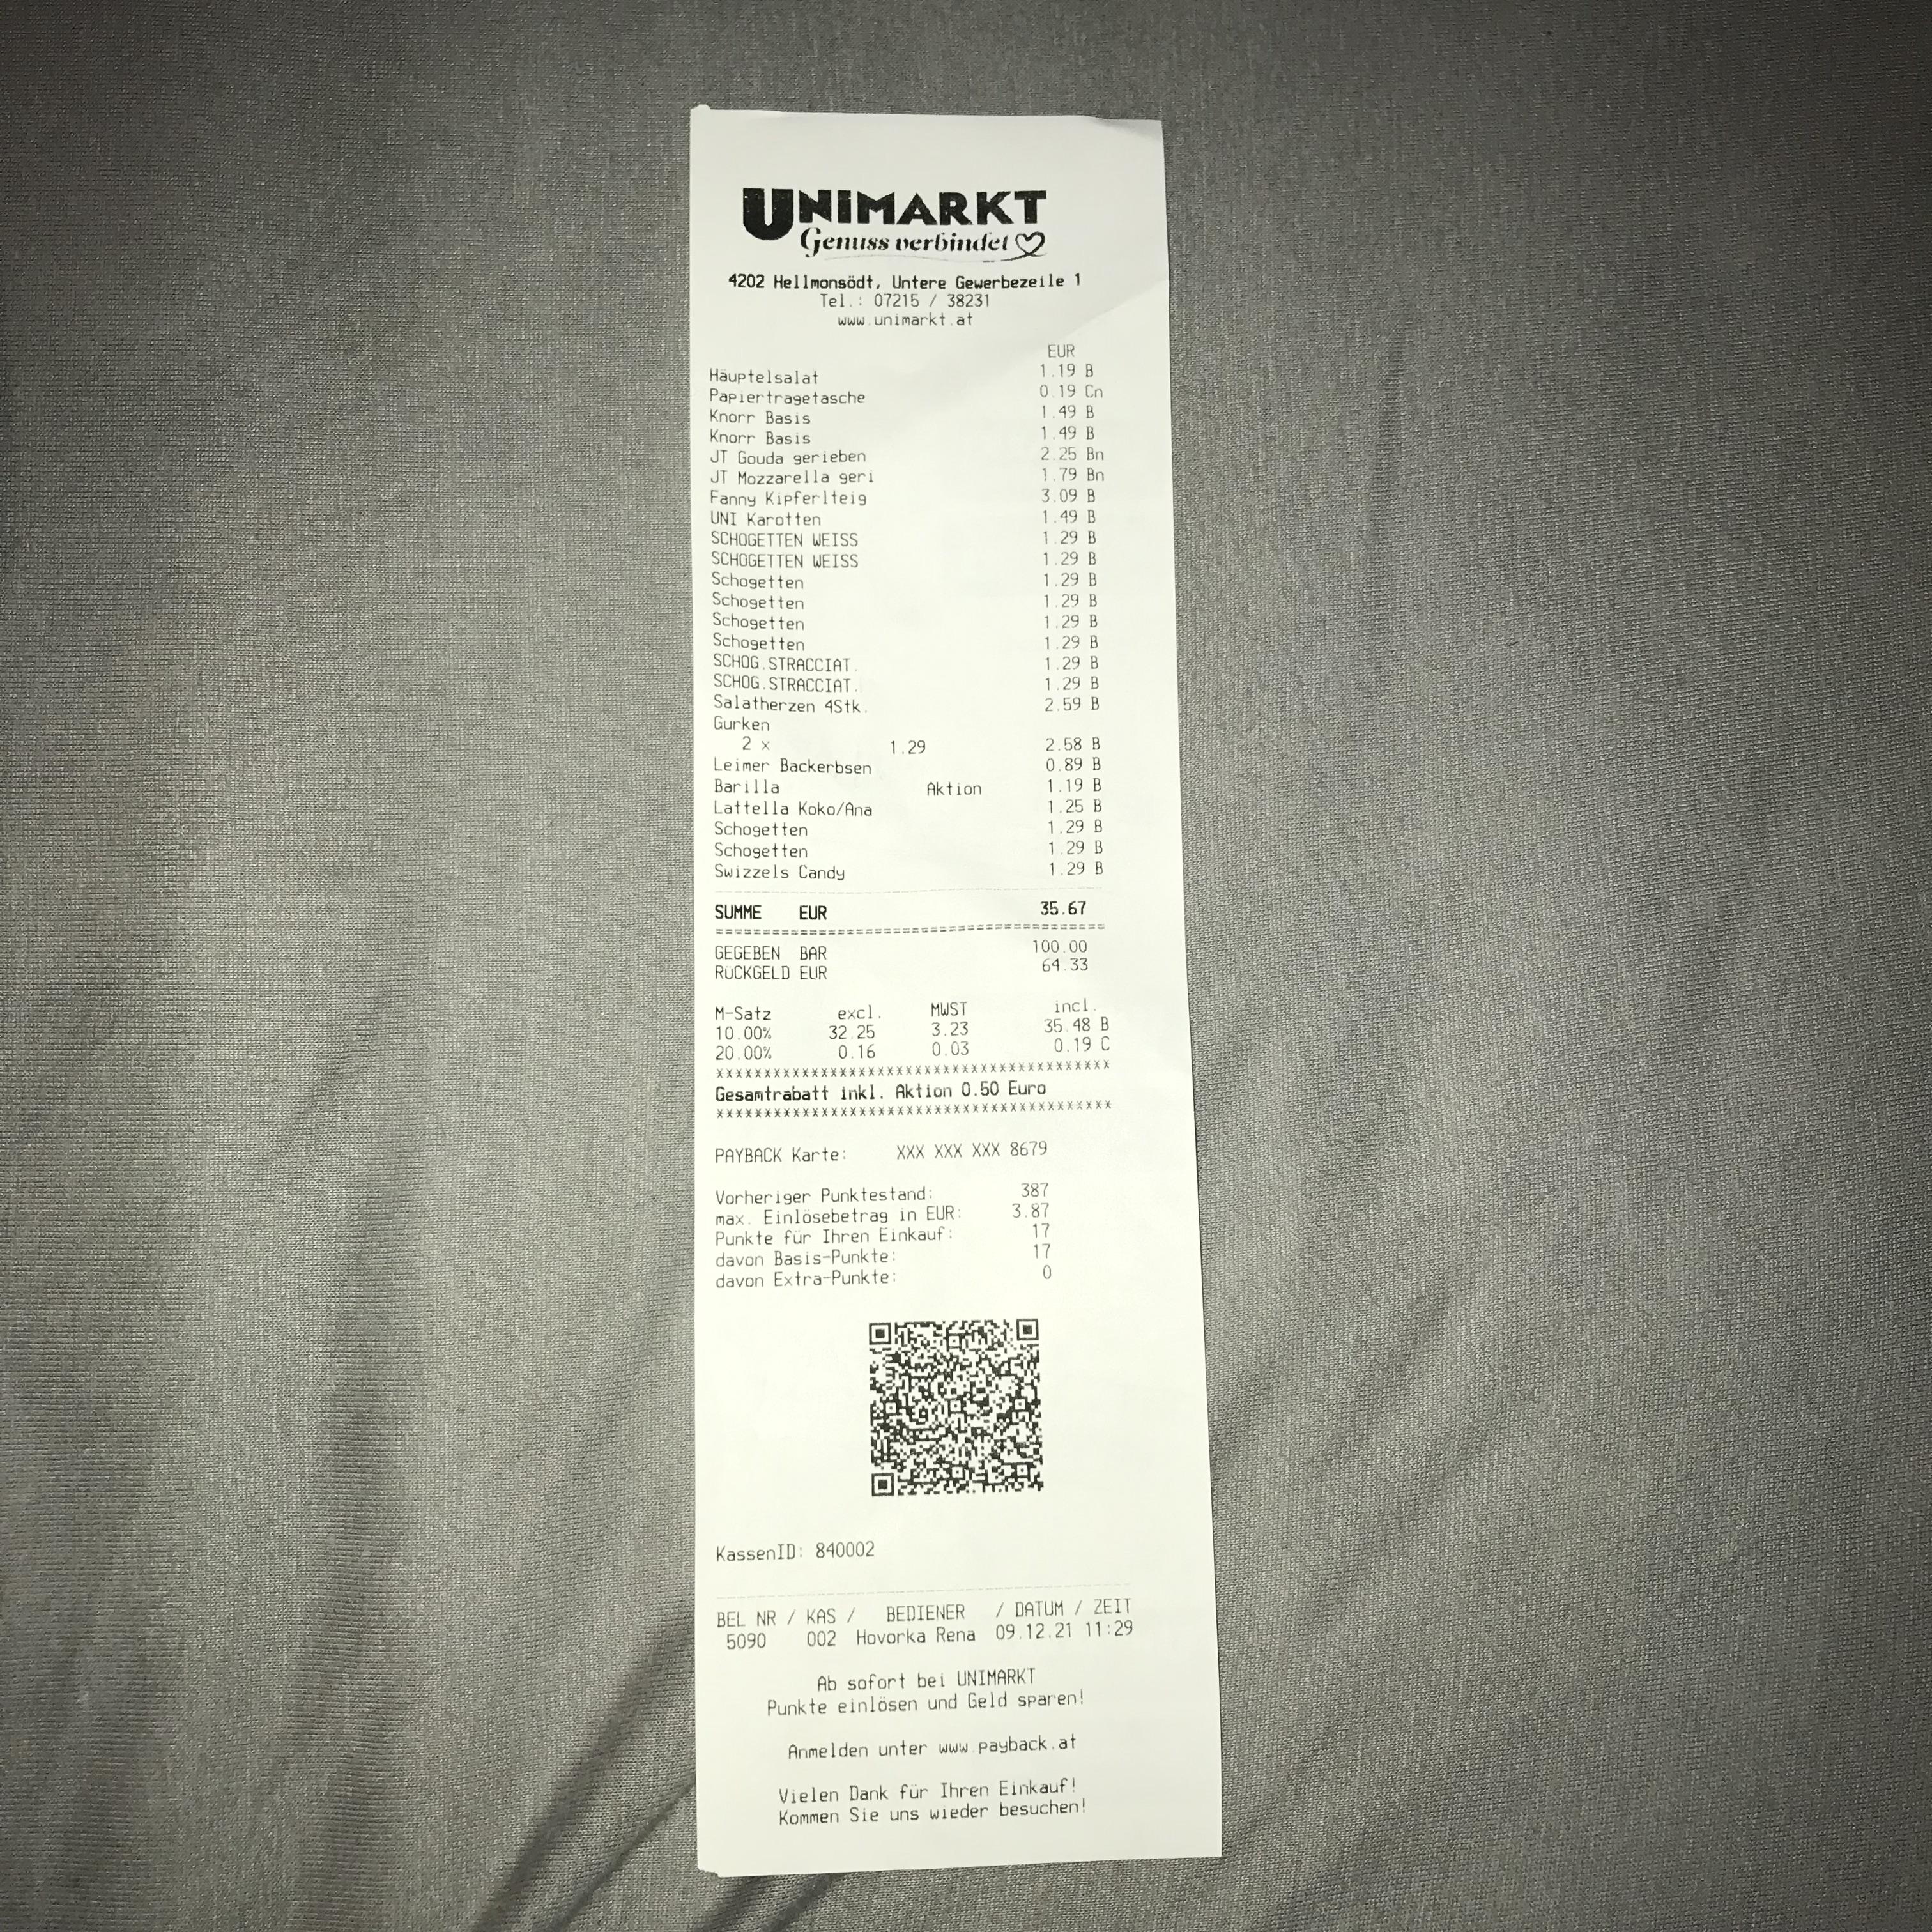 UNIMARKT
Genuss verbindet
4202 Hellmonsödt, Untere Gewerbezeile 1
Tel.: 07215 / 38231
www.unimarkt.at
EUR
Häuptelsalat 1.19 B
Papiertragetasche 0.19 Cn
Knorr Basis 1.49 B
Knorr Basis 1.49 B
JT Gouda gerieben 2.25 Bn
JT Mozzarella geri 1.79 Bn
Fanny Kipferlteig 3.09 B
UNI Karotten 1.49 B
SCHOGETTEN WEISS 1.29 B
SCHOGETTEN WEISS 1.29 B
Schogetten 1.29 B
Schogetten 1.29 B
Schogetten 1.29 B
Schogetten 1.29 B
SCHOG.STRACCIAT. 1.29 B
SCHOG.STRACCIAT. 1.29 B
Salatherzen 4Stk. 2.59 B
Gurken
2 x 1.29 2.58 B
Leimer Backerbsen 0.89 B
Barilla Aktion 1.19 B
Lattella Koko/Ana 1.25 B
Schogetten 1.29 B
Schogetten 1.29 B
Swizzels Candy 1.29 B
SUMME EUR 35.67
=========================================
GEGEBEN BAR 100.00
RüCKGELD EUR 64.33
M-Satz excl. MWST incl.
10.00% 32.25 3.23 35.48 B
20.00% 0.16 0.03 0.19 C
xxxxxxxxxxxxxxxxxxxxxxxxxxxxxxxxxxxxxxxxx
Gesamtrabatt inkl. Aktion 0.50 Euro
xxxxxxxxxxxxxxxxxxxxxxxxxxxxxxxxxxxxxxxxx
PAYBACK Karte: XXX XXX XXX 8679
Vorheriger Punktestand: 387
max. Einlösebetrag in EUR: 3.87
Punkte für Ihren Einkauf: 17
davon Basis-Punkte: 17
davon Extra-Punkte: 0
KassenID: 840002
BEL NR / KAS / BEDIENER / DATUM / ZEIT
5090 002 Hovorka Rena 09.12.21 11:29
Ab sofort bei UNIMARKT
Punkte einlösen und Geld sparen!
Anmelden unter www.payback.at
Vielen Dank für Ihren Einkauf!
Kommen Sie uns wieder besuchen!